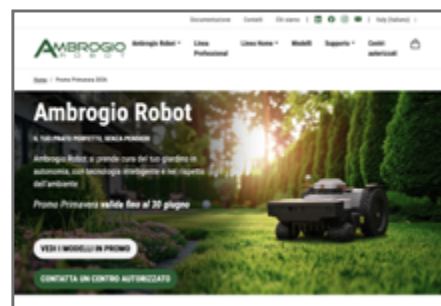 Documentazione Contatti Chi siamo | | Italy (Italiano) |
AMBROGIO
ROBOT
Ambrogio Robot
Linea Professional
Linea Home
Modelli
Supporto
Centri autorizzati
Home / Promo Primavera 2026
Ambrogio Robot
IL TUO PRATO PERFETTO, SENZA PENSIERI
Ambrogio Robot si prende cura del tuo giardino in
autonomia, con tecnologia intelligente e nel rispetto
dell'ambiente
Promo Primavera valida fino al 30 giugno
VEDI I MODELLI IN PROMO
CONTATTA UN CENTRO AUTORIZZATO